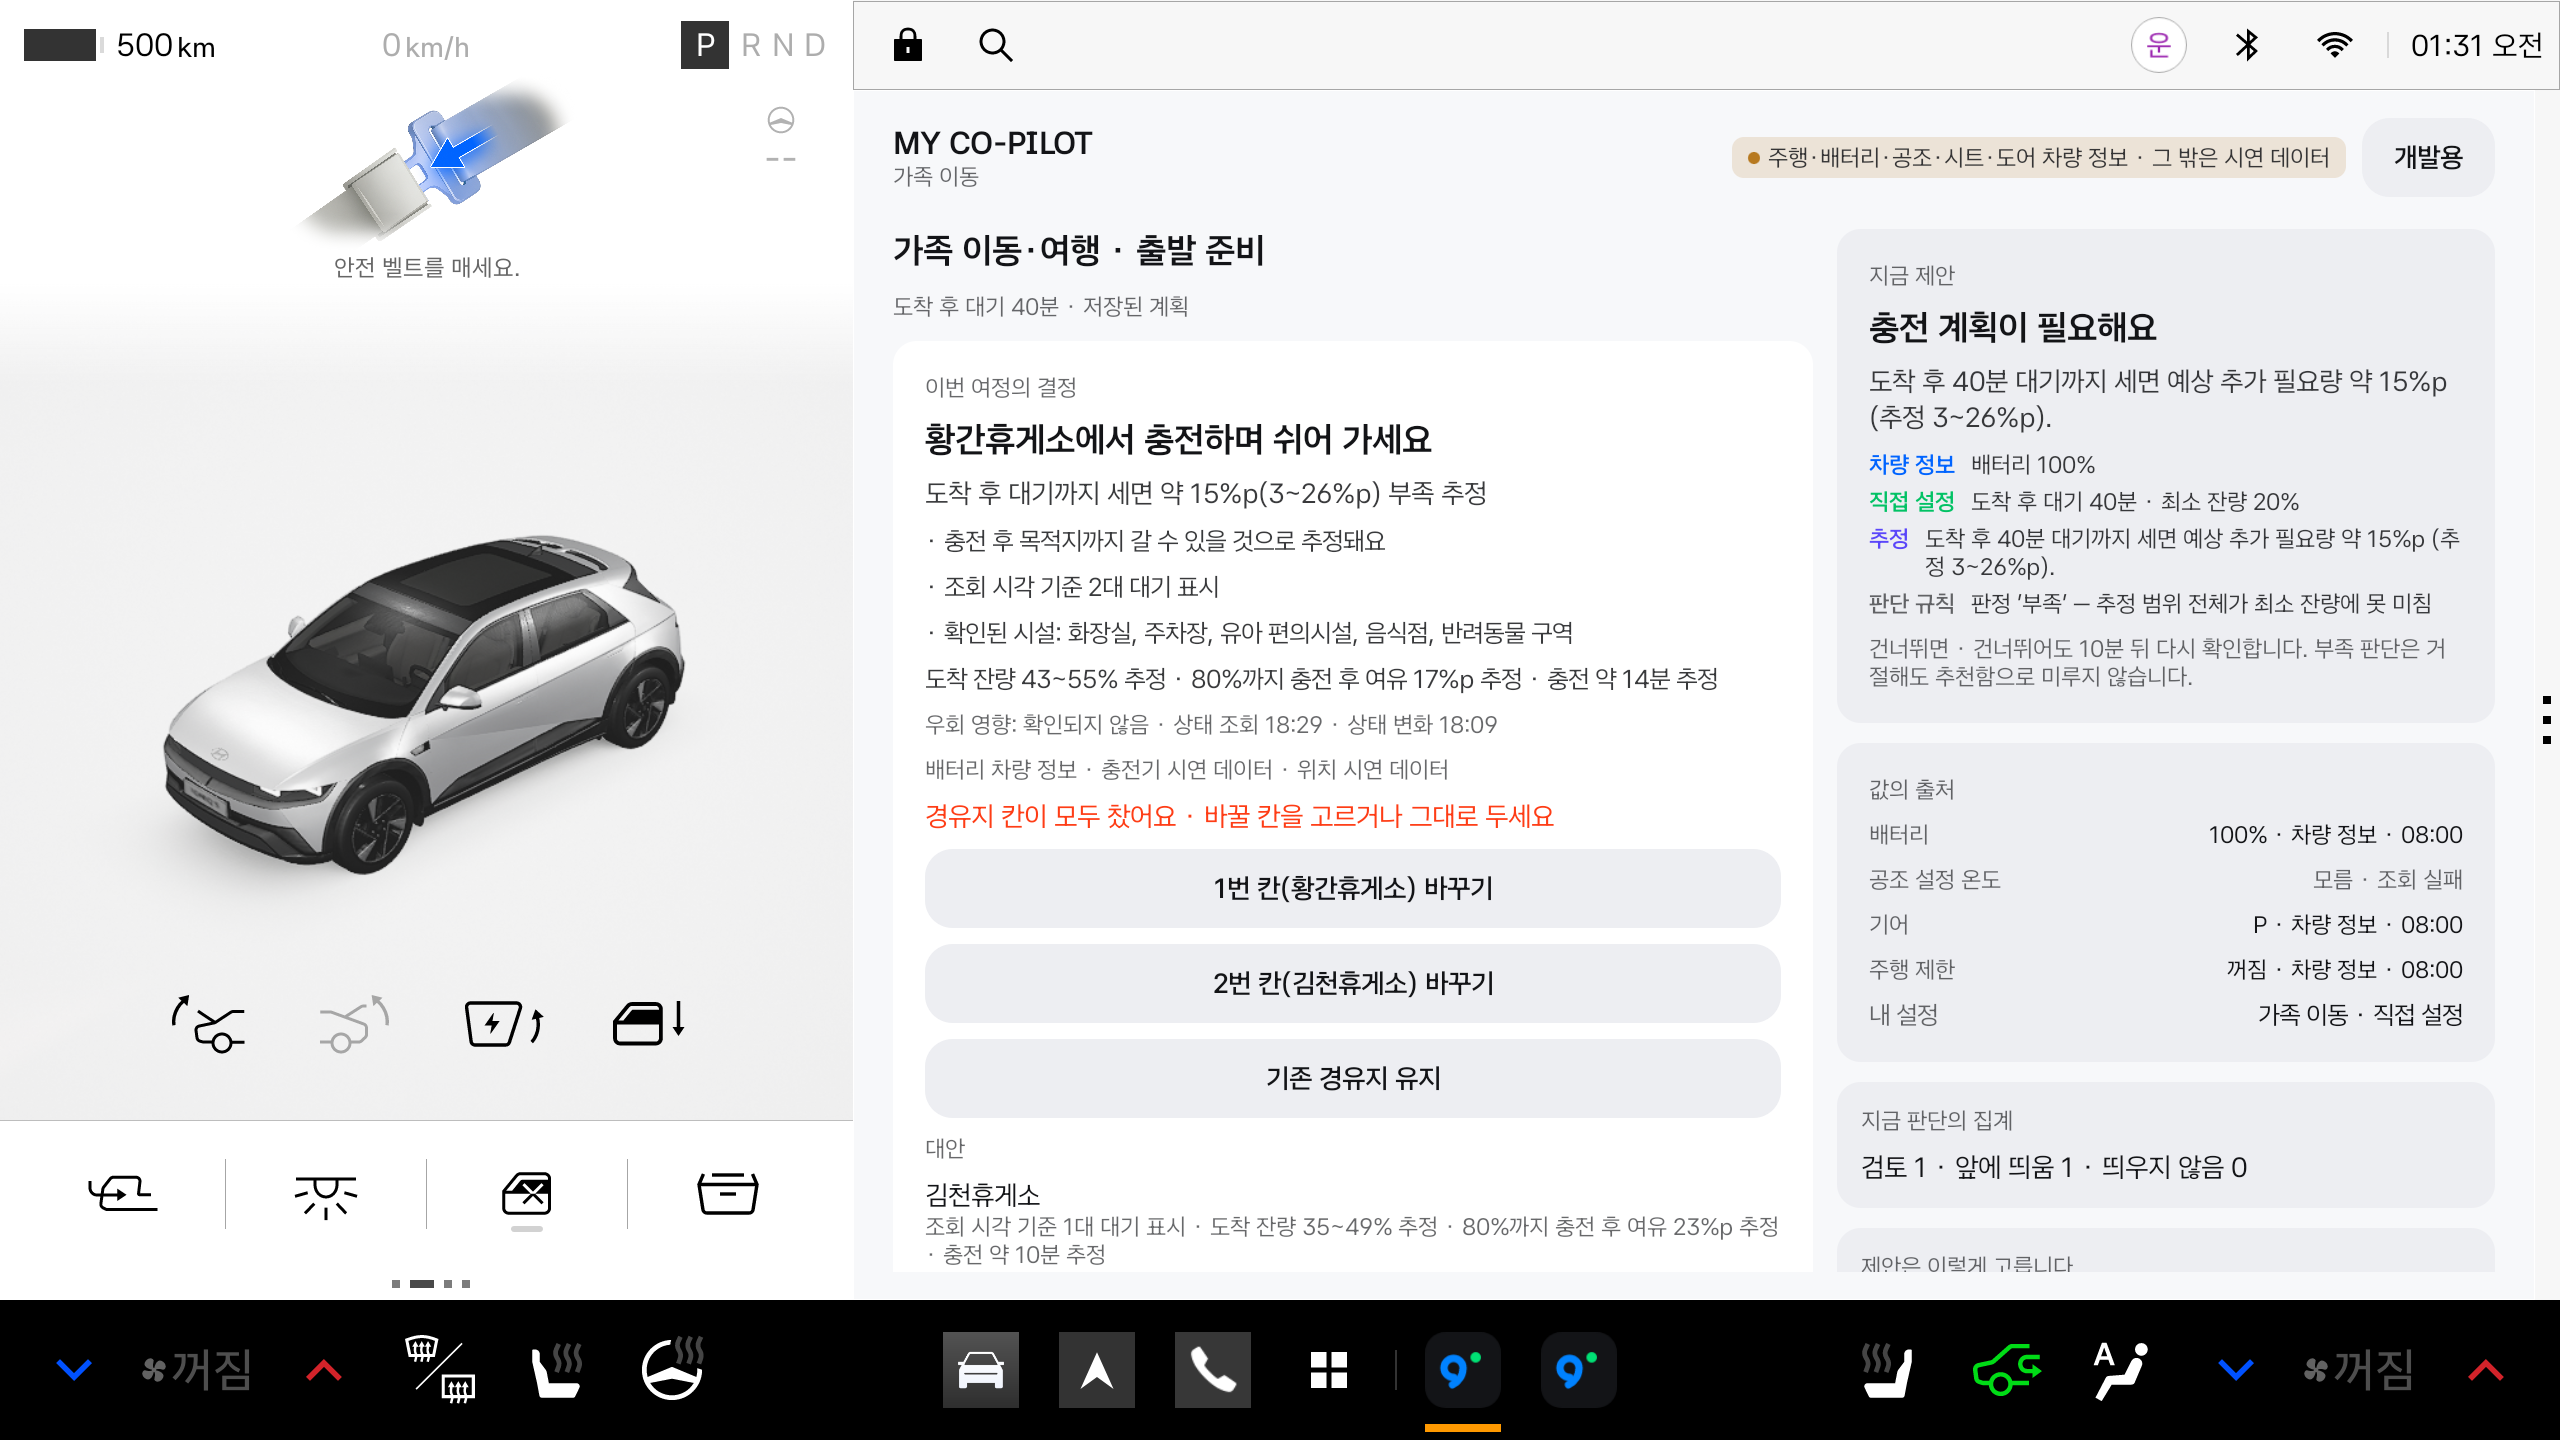 500 km
0 km/h
P R N D
안전 벨트를 매세요.
운
01:31 오전
MY CO-PILOT
가족 이동
주행·배터리·공조·시트·도어 차량 정보 · 그 밖은 시연 데이터
개발용
가족 이동·여행 · 출발 준비
도착 후 대기 40분 · 저장된 계획
이번 여정의 결정
황간휴게소에서 충전하며 쉬어 가세요
도착 후 대기까지 세면 약 15%p(3~26%p) 부족 추정
· 충전 후 목적지까지 갈 수 있을 것으로 추정돼요
· 조회 시각 기준 2대 대기 표시
· 확인된 시설: 화장실, 주차장, 유아 편의시설, 음식점, 반려동물 구역
도착 잔량 43~55% 추정 · 80%까지 충전 후 여유 17%p 추정 · 충전 약 14분 추정
우회 영향: 확인되지 않음 · 상태 조회 18:29 · 상태 변화 18:09
배터리 차량 정보 · 충전기 시연 데이터 · 위치 시연 데이터
경유지 칸이 모두 찼어요 · 바꿀 칸을 고르거나 그대로 두세요
1번 칸(황간휴게소) 바꾸기
2번 칸(김천휴게소) 바꾸기
기존 경유지 유지
대안
김천휴게소
조회 시각 기준 1대 대기 표시 · 도착 잔량 35~49% 추정 · 80%까지 충전 후 여유 23%p 추정
· 충전 약 10분 추정
지금 제안
충전 계획이 필요해요
도착 후 40분 대기까지 세면 예상 추가 필요량 약 15%p
(추정 3~26%p).
차량 정보 배터리 100%
직접 설정 도착 후 대기 40분 · 최소 잔량 20%
추정 도착 후 40분 대기까지 세면 예상 추가 필요량 약 15%p (추
정 3~26%p).
판단 규칙 판정 '부족' — 추정 범위 전체가 최소 잔량에 못 미침
건너뛰면 · 건너뛰어도 10분 뒤 다시 확인합니다. 부족 판단은 거
절해도 추천함으로 미루지 않습니다.
값의 출처
배터리 100% · 차량 정보 · 08:00
공조 설정 온도 모름 · 조회 실패
기어 P · 차량 정보 · 08:00
주행 제한 꺼짐 · 차량 정보 · 08:00
내 설정 가족 이동 · 직접 설정
지금 판단의 집계
검토 1 · 앞에 띄움 1 · 띄우지 않음 0
제안은 이렇게 고릅니다
꺼짐
A
꺼짐